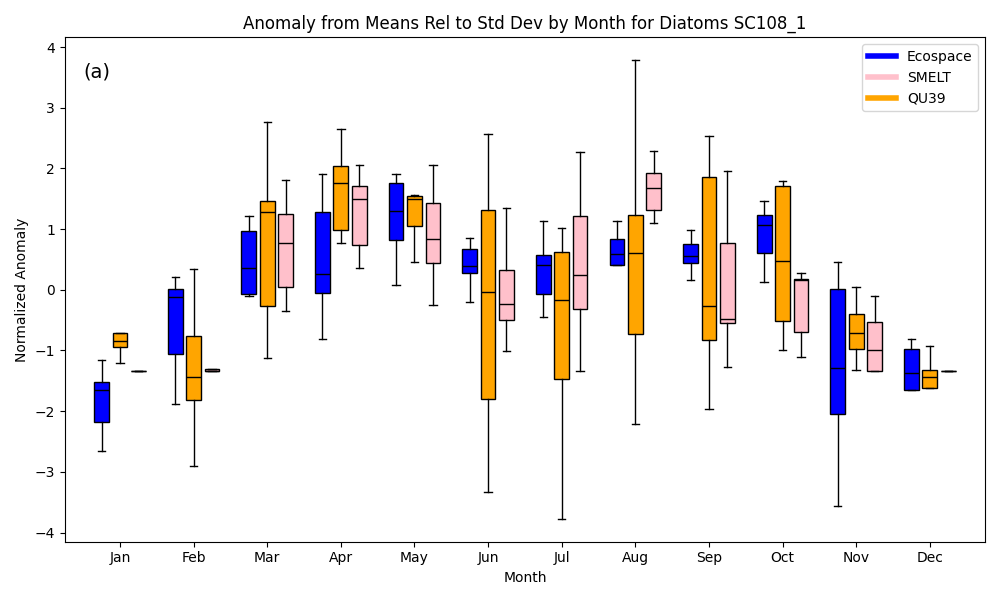 Anomaly from Means Rel to Std Dev by Month for Diatoms SC108_1
(a)
Ecospace
SMELT
QU39
Normalized Anomaly
4
3
2
1
0
−1
−2
−3
−4
Jan Feb Mar Apr May Jun Jul Aug Sep Oct Nov Dec
Month